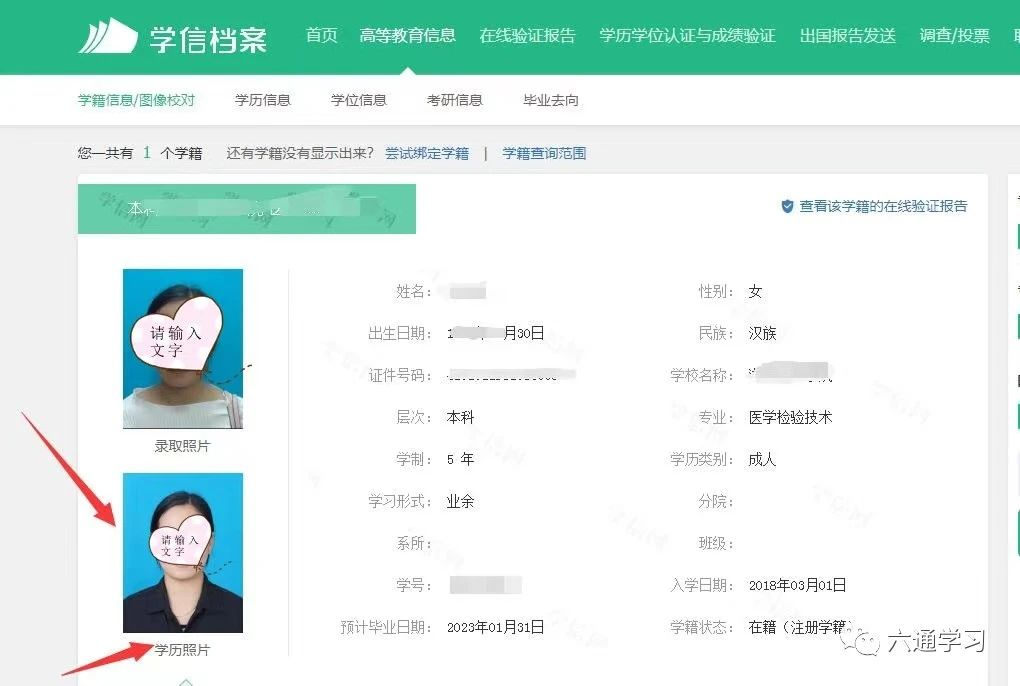 学信档案 首页 高等教育信息 在线验证报告 学历学位认证与成绩验证 出国报告发送 调查/投票
学籍信息/图像校对 学历信息 学位信息 考研信息 毕业去向
您一共有 1 个学籍 还有学籍没有显示出来? 尝试绑定学籍 | 学籍查询范围
查看该学籍的在线验证报告
请输入
文字
录取照片
请输入
文字
学历照片
姓名: 性别: 女
出生日期: 月30日 民族: 汉族
证件号码: 学校名称:
层次: 本科 专业: 医学检验技术
学制: 5 年 学历类别: 成人
学习形式: 业余 分院:
系所: 班级:
学号: 入学日期: 2018年03月01日
预计毕业日期: 2023年01月31日 学籍状态: 在籍(注册学籍)
六通学习